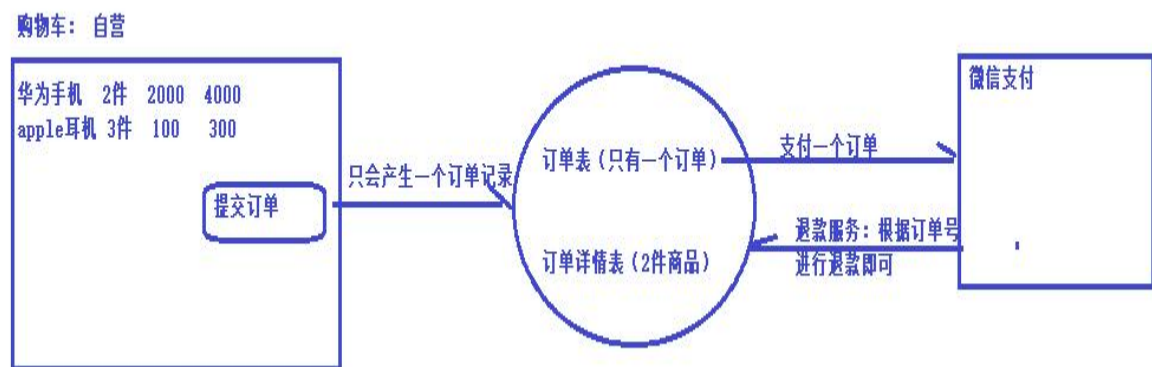 购物车： 自营
华为手机 2件 2000 4000
apple耳机 3件 100 300
提交订单
只会产生一个订单记录
订单表（只有一个订单）
订单详情表（2件商品）
支付一个订单
退款服务：根据订单号
进行退款即可
微信支付